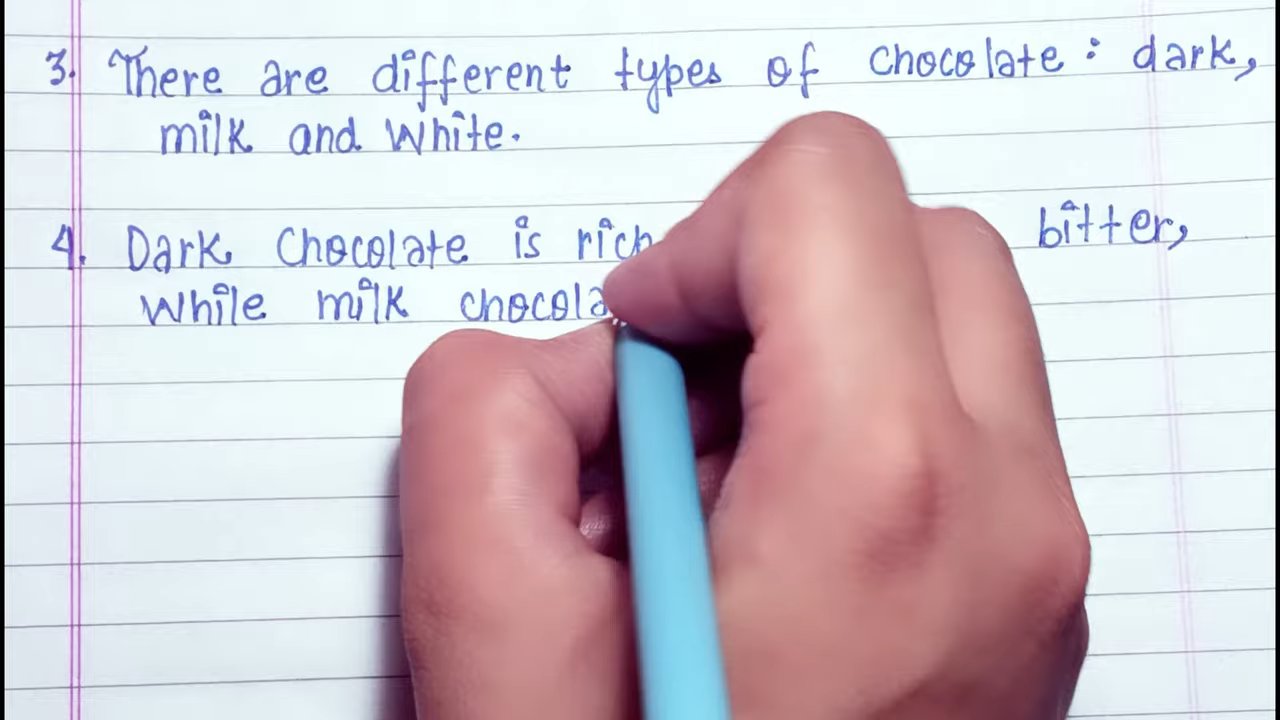 3. There are different types of chocolate: dark,
milk and white.
4. Dark chocolate is rich bitter,
while milk chocola